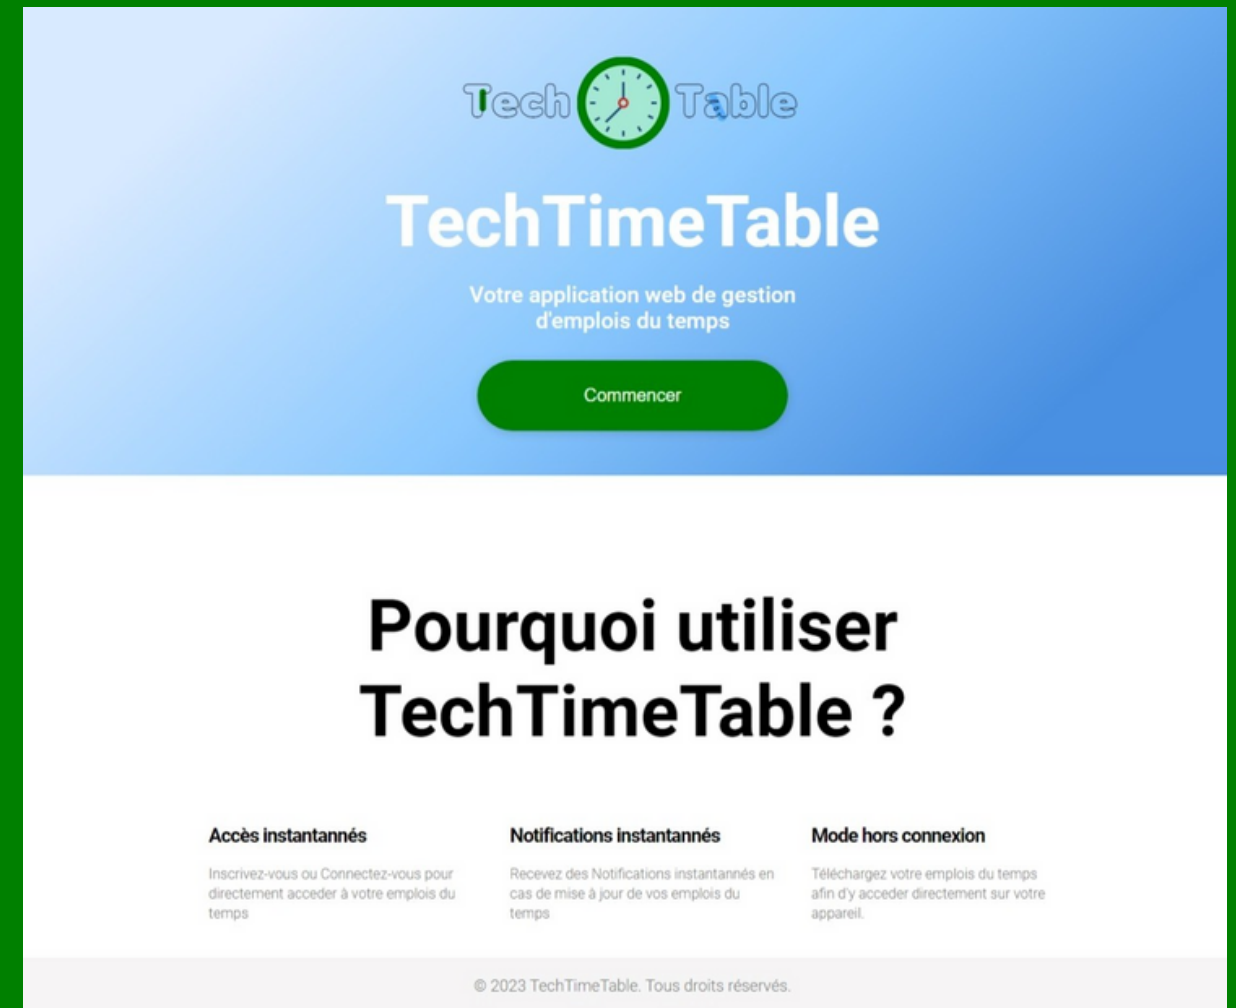 Tech Table
TechTimeTable
Votre application web de gestion
d'emplois du temps
Commencer
Pourquoi utiliser
TechTimeTable ?
Accès instantannés
Inscrivez-vous ou Connectez-vous pour
directement acceder à votre emplois du
temps
Notifications instantannés
Recevez des Notifications instantannés en
cas de mise à jour de vos emplois du
temps
Mode hors connexion
Téléchargez votre emplois du temps
afin d'y acceder directement sur votre
appareil.
© 2023 TechTimeTable. Tous droits réservés.